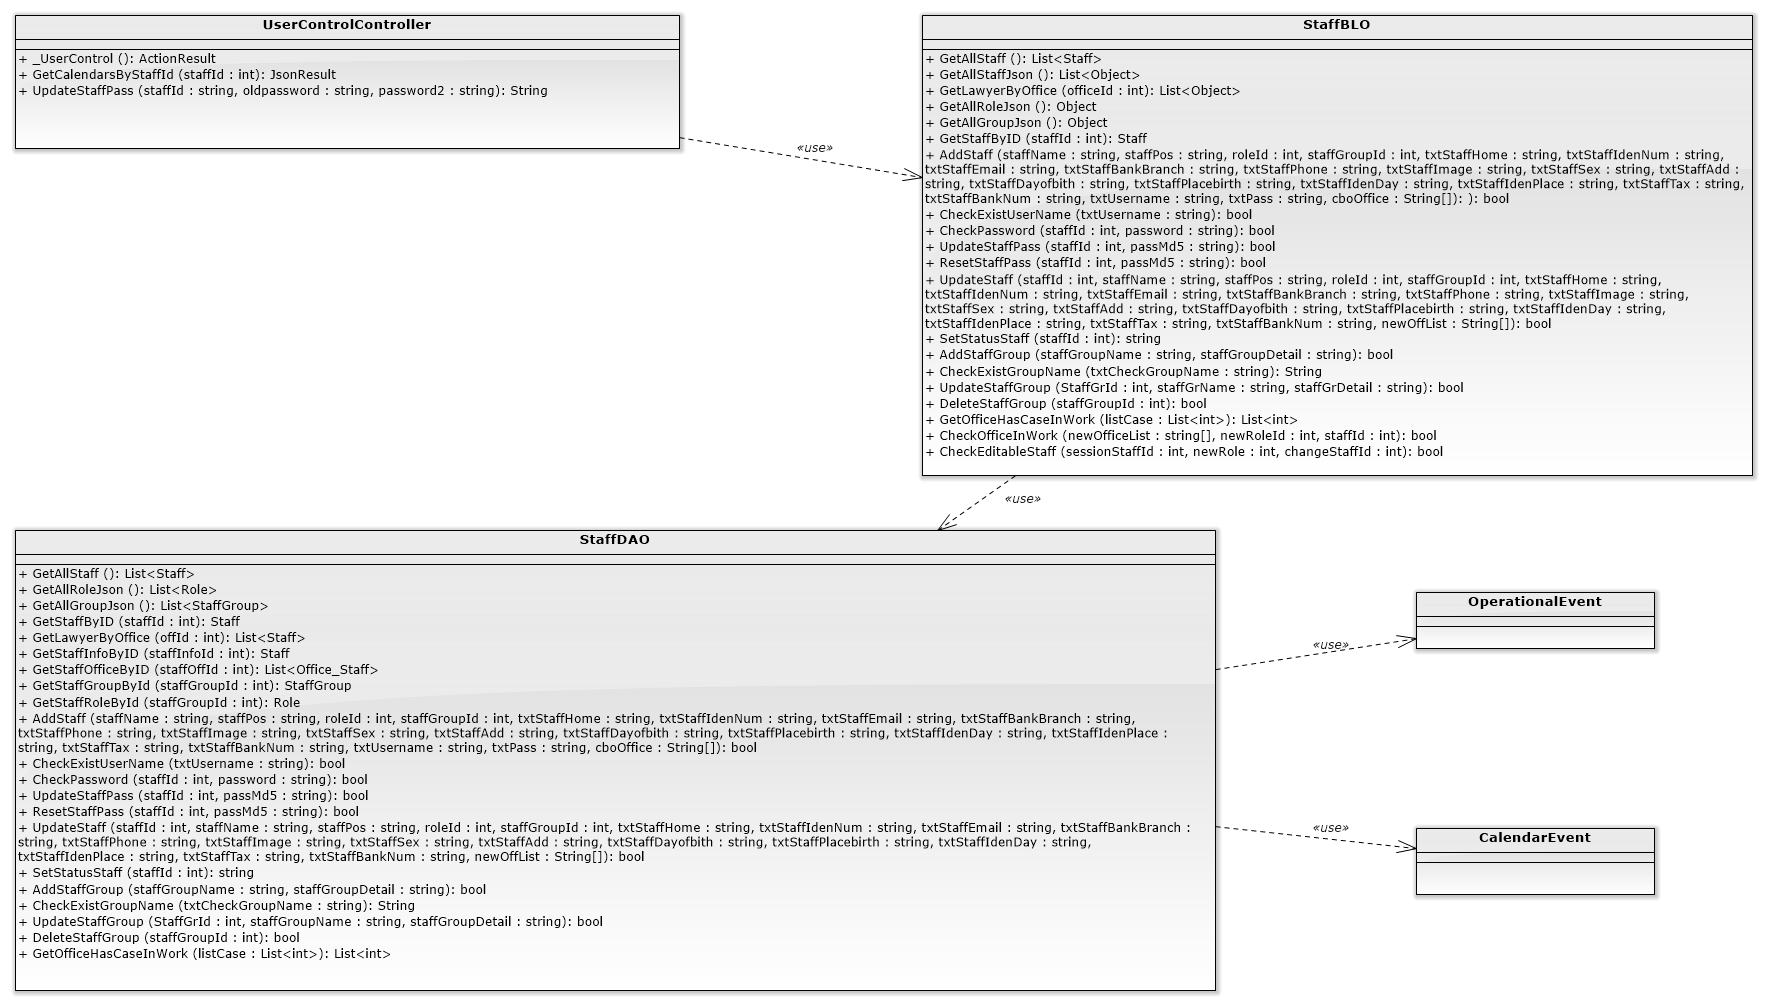 UserControlController
+ _UserControl (): ActionResult
+ GetCalendarsByStaffId (staffId : int): JsonResult
+ UpdateStaffPass (staffId : string, oldpassword : string, password2 : string): String
«use»
StaffBLO
+ GetAllStaff (): List<Staff>
+ GetAllStaffJson (): List<Object>
+ GetLawyerByOffice (officeId : int): List<Object>
+ GetAllRoleJson (): Object
+ GetAllGroupJson (): Object
+ GetStaffByID (staffId : int): Staff
+ AddStaff (staffName : string, staffPos : string, roleId : int, staffGroupId : int, txtStaffHome : string, txtStaffIdenNum : string,
txtStaffEmail : string, txtStaffBankBranch : string, txtStaffPhone : string, txtStaffImage : string, txtStaffSex : string, txtStaffAdd :
string, txtStaffDayofbith : string, txtStaffPlacebirth : string, txtStaffIdenDay : string, txtStaffIdenPlace : string, txtStaffTax : string,
txtStaffBankNum : string, txtUsername : string, txtPass : string, cboOffice : String[]): ): bool
+ CheckExistUserName (txtUsername : string): bool
+ CheckPassword (staffId : int, password : string): bool
+ UpdateStaffPass (staffId : int, passMd5 : string): bool
+ ResetStaffPass (staffId : int, passMd5 : string): bool
+ UpdateStaff (staffId : int, staffName : string, staffPos : string, roleId : int, staffGroupId : int, txtStaffHome : string,
txtStaffIdenNum : string, txtStaffEmail : string, txtStaffBankBranch : string, txtStaffPhone : string, txtStaffImage : string,
txtStaffSex : string, txtStaffAdd : string, txtStaffDayofbith : string, txtStaffPlacebirth : string, txtStaffIdenDay : string,
txtStaffIdenPlace : string, txtStaffTax : string, txtStaffBankNum : string, newOffList : String[]): bool
+ SetStatusStaff (staffId : int): string
+ AddStaffGroup (staffGroupName : string, staffGroupDetail : string): bool
+ CheckExistGroupName (txtCheckGroupName : string): String
+ UpdateStaffGroup (StaffGrId : int, staffGrName : string, staffGrDetail : string): bool
+ DeleteStaffGroup (staffGroupId : int): bool
+ GetOfficeHasCaseInWork (listCase : List<int>): List<int>
+ CheckOfficeInWork (newOfficeList : string[], newRoleId : int, staffId : int): bool
+ CheckEditableStaff (sessionStaffId : int, newRole : int, changeStaffId : int): bool
«use»
StaffDAO
+ GetAllStaff (): List<Staff>
+ GetAllRoleJson (): List<Role>
+ GetAllGroupJson (): List<StaffGroup>
+ GetStaffByID (staffId : int): Staff
+ GetLawyerByOffice (offId : int): List<Staff>
+ GetStaffInfoByID (staffInfoId : int): Staff
+ GetStaffOfficeByID (staffOffId : int): List<Office_Staff>
+ GetStaffGroupById (staffGroupId : int): StaffGroup
+ GetStaffRoleById (staffGroupId : int): Role
+ AddStaff (staffName : string, staffPos : string, roleId : int, staffGroupId : int, txtStaffHome : string, txtStaffIdenNum : string, txtStaffEmail : string, txtStaffBankBranch : string,
txtStaffPhone : string, txtStaffImage : string, txtStaffSex : string, txtStaffAdd : string, txtStaffDayofbith : string, txtStaffPlacebirth : string, txtStaffIdenDay : string, txtStaffIdenPlace :
string, txtStaffTax : string, txtStaffBankNum : string, txtUsername : string, txtPass : string, cboOffice : String[]): bool
+ CheckExistUserName (txtUsername : string): bool
+ CheckPassword (staffId : int, password : string): bool
+ UpdateStaffPass (staffId : int, passMd5 : string): bool
+ ResetStaffPass (staffId : int, passMd5 : string): bool
+ UpdateStaff (staffId : int, staffName : string, staffPos : string, roleId : int, staffGroupId : int, txtStaffHome : string, txtStaffIdenNum : string, txtStaffEmail : string, txtStaffBankBranch :
string, txtStaffPhone : string, txtStaffImage : string, txtStaffSex : string, txtStaffAdd : string, txtStaffDayofbith : string, txtStaffPlacebirth : string, txtStaffIdenDay : string,
txtStaffIdenPlace : string, txtStaffTax : string, txtStaffBankNum : string, newOffList : String[]): bool
+ SetStatusStaff (staffId : int): string
+ AddStaffGroup (staffGroupName : string, staffGroupDetail : string): bool
+ CheckExistGroupName (txtCheckGroupName : string): String
+ UpdateStaffGroup (StaffGrId : int, staffGroupName : string, staffGroupDetail : string): bool
+ DeleteStaffGroup (staffGroupId : int): bool
+ GetOfficeHasCaseInWork (listCase : List<int>): List<int>
«use»
OperationalEvent
«use»
CalendarEvent